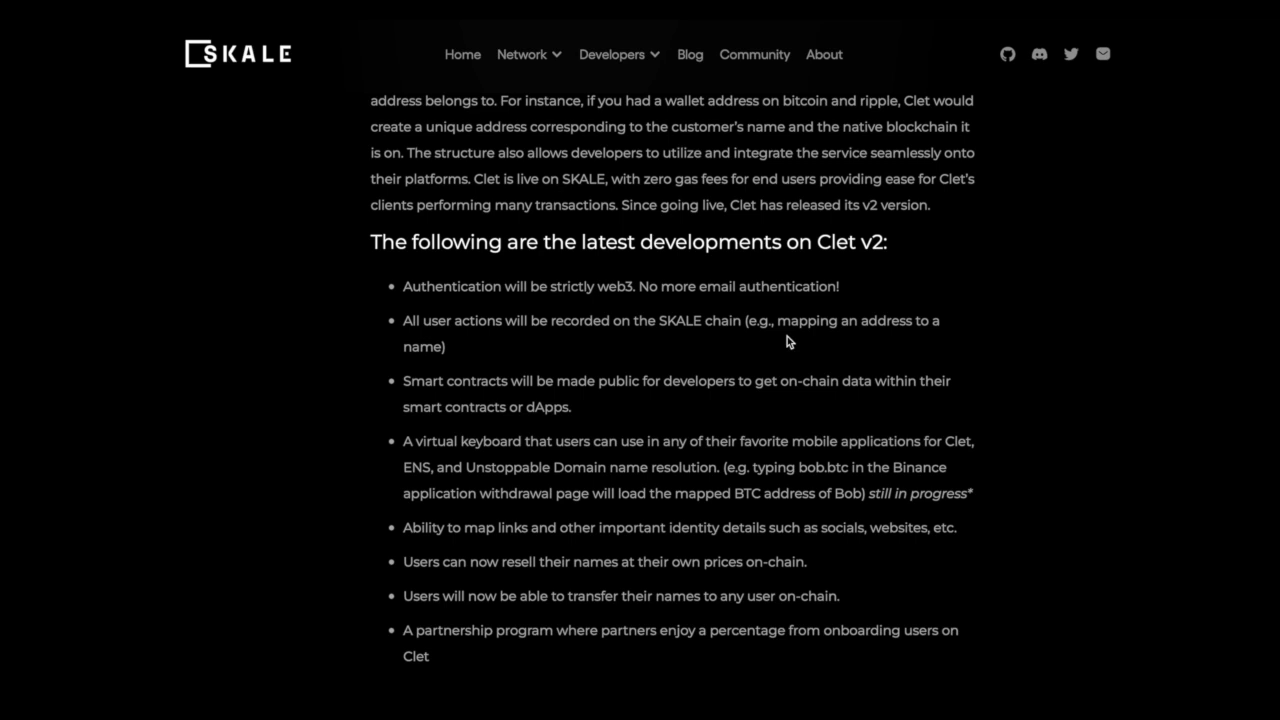 SKALE
Home Network Developers Blog Community About
address belongs to. For instance, if you had a wallet address on bitcoin and ripple, Clet would
create a unique address corresponding to the customer’s name and the native blockchain it
is on. The structure also allows developers to utilize and integrate the service seamlessly onto
their platforms. Clet is live on SKALE, with zero gas fees for end users providing ease for Clet’s
clients performing many transactions. Since going live, Clet has released its v2 version.
The following are the latest developments on Clet v2:
• Authentication will be strictly web3. No more email authentication!
• All user actions will be recorded on the SKALE chain (e.g., mapping an address to a
name)
• Smart contracts will be made public for developers to get on-chain data within their
smart contracts or dApps.
• A virtual keyboard that users can use in any of their favorite mobile applications for Clet,
ENS, and Unstoppable Domain name resolution. (e.g. typing bob.btc in the Binance
application withdrawal page will load the mapped BTC address of Bob) still in progress*
• Ability to map links and other important identity details such as socials, websites, etc.
• Users can now resell their names at their own prices on-chain.
• Users will now be able to transfer their names to any user on-chain.
• A partnership program where partners enjoy a percentage from onboarding users on
Clet